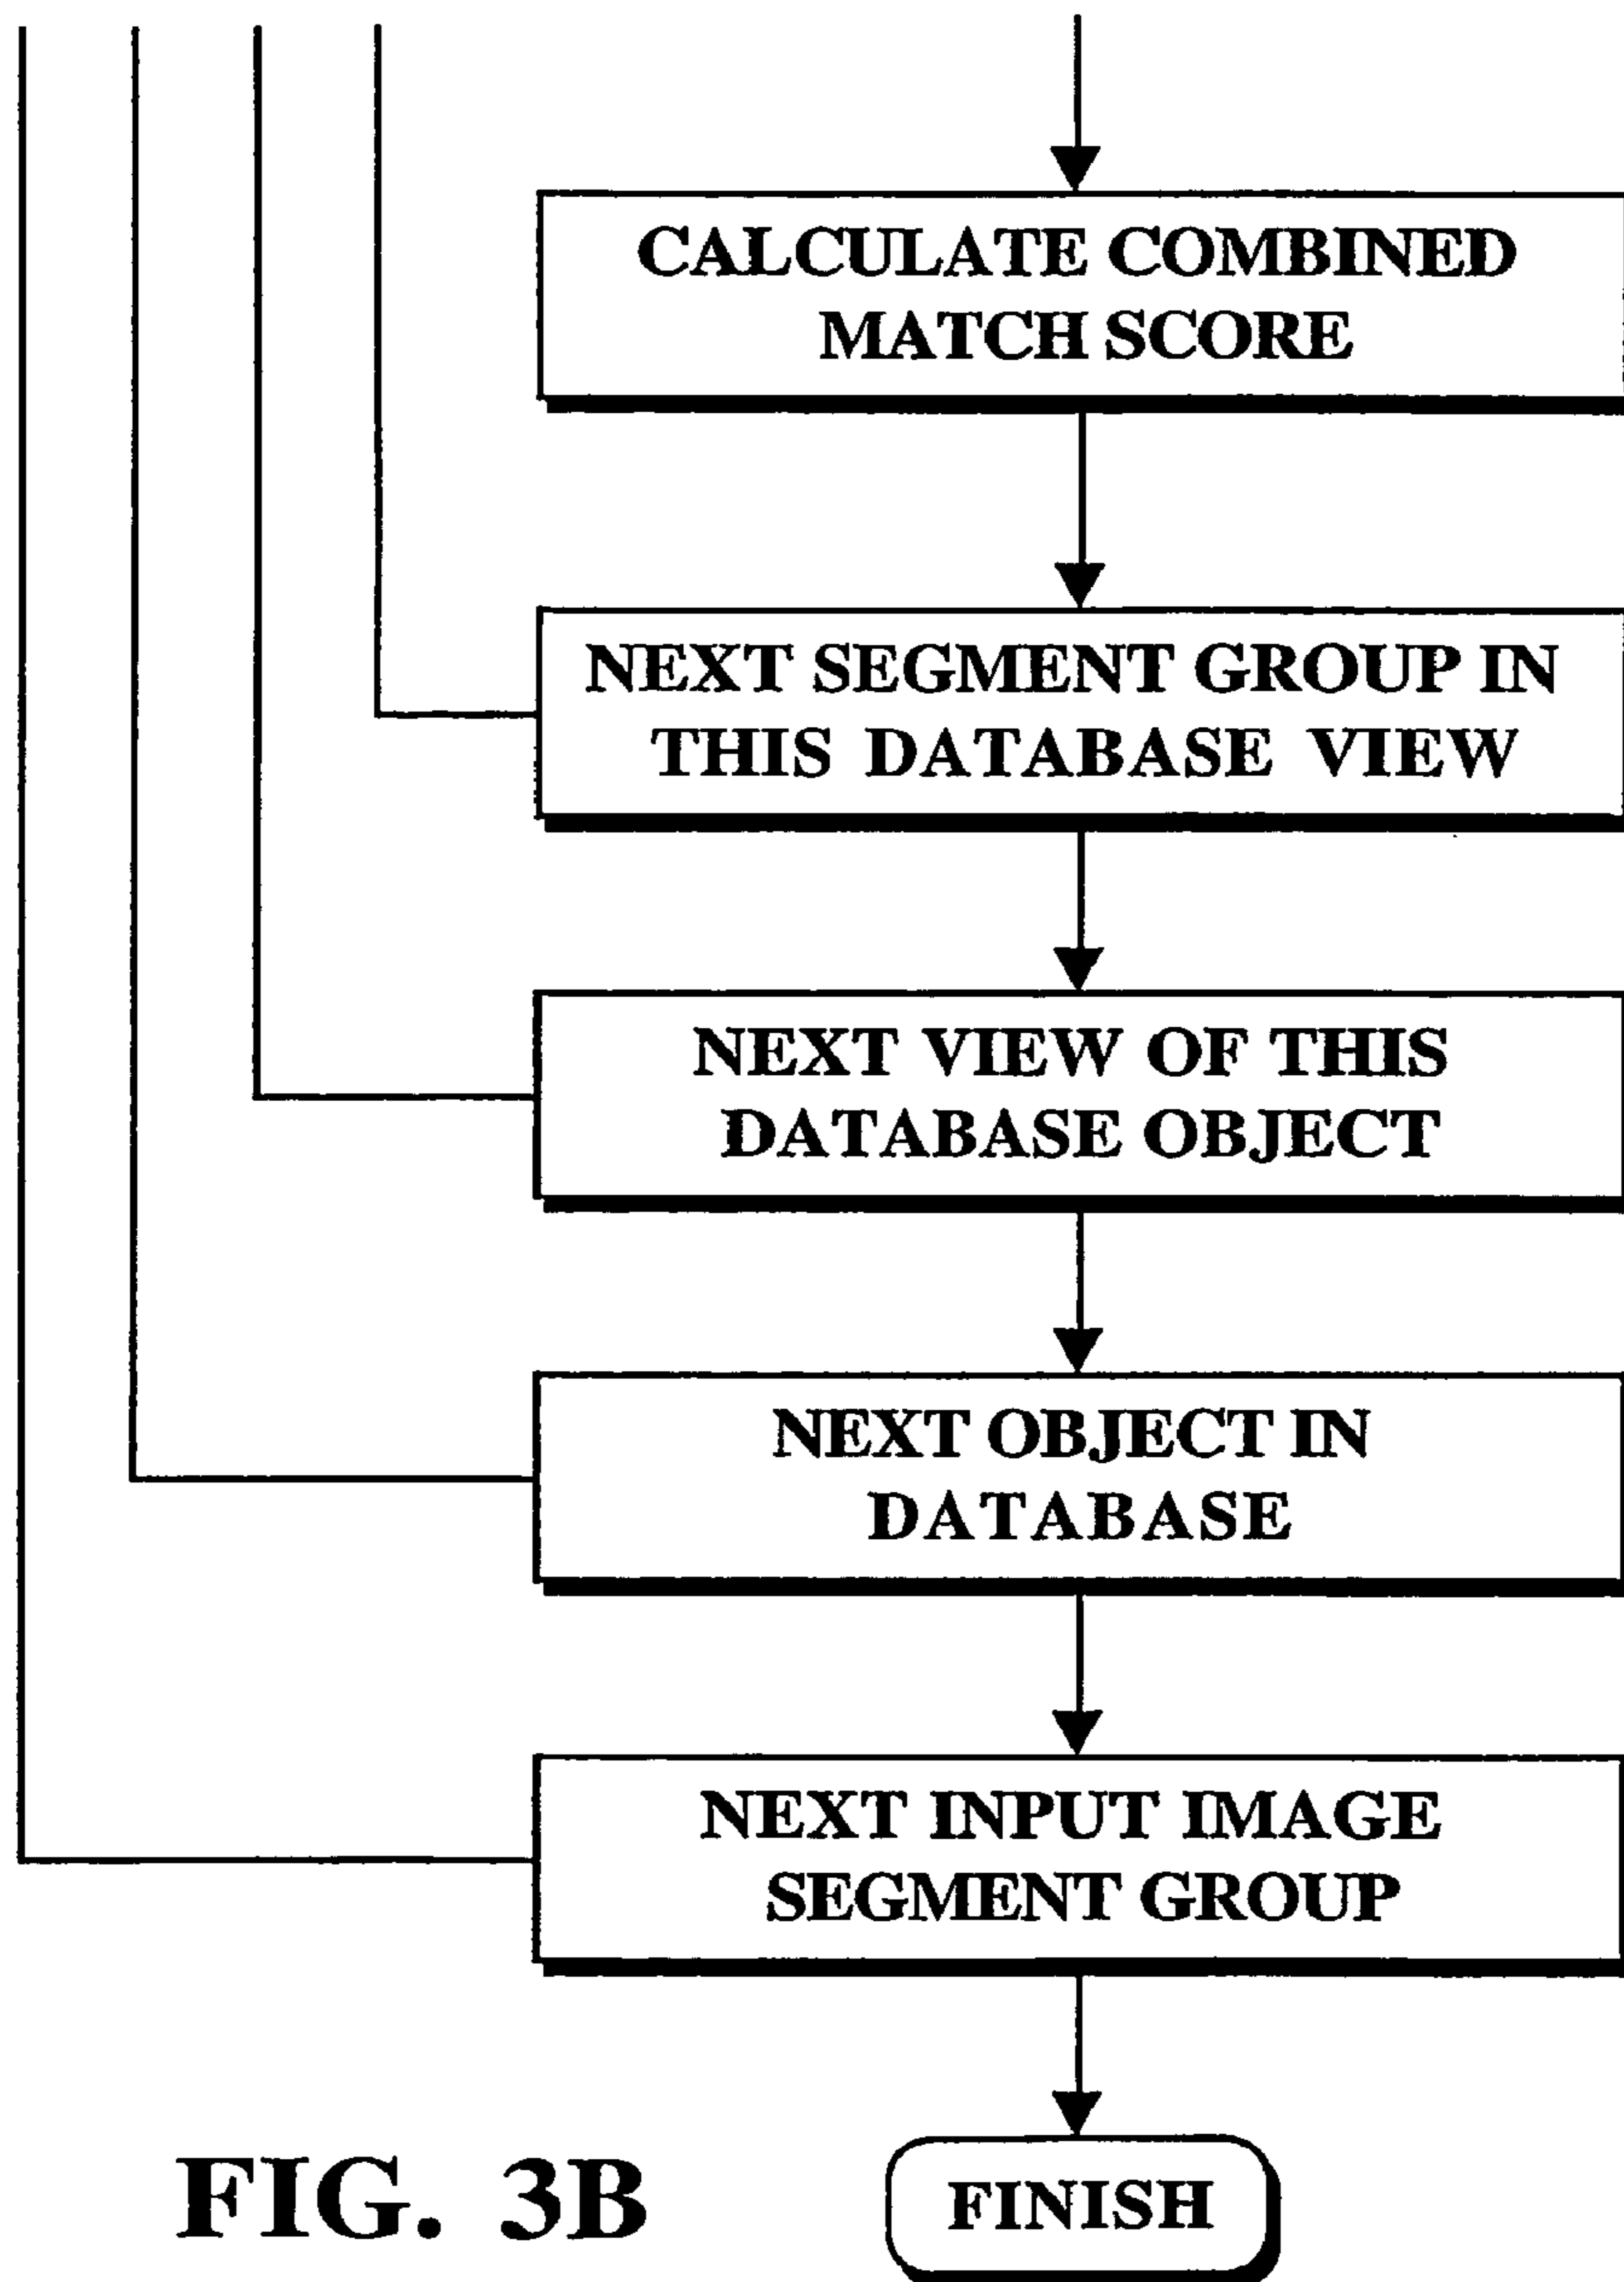 CALCULATE COMBINED
MATCH SCORE
NEXT SEGMENT GROUP IN
THIS DATABASE VIEW
NEXT VIEW OF THIS
DATABASE OBJECT
NEXT OBJECT IN
DATABASE
NEXT INPUT IMAGE
SEGMENT GROUP
FINISH
FIG. 3B